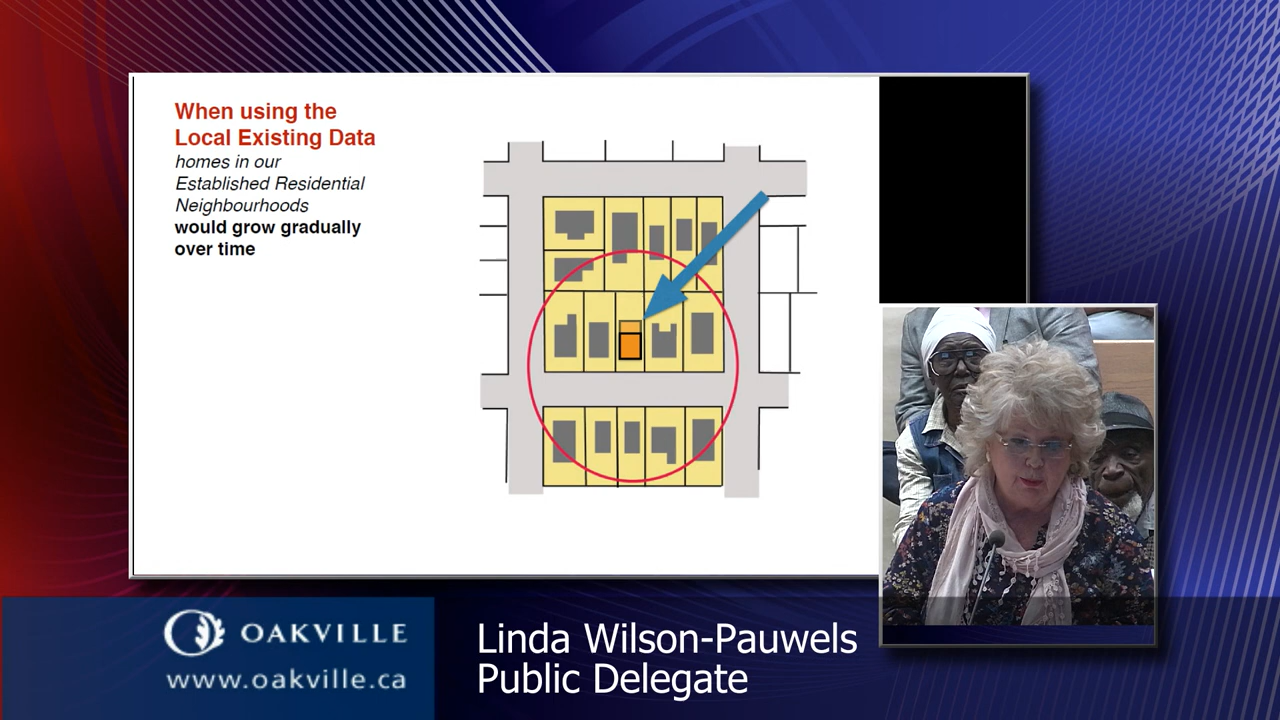 When using the
Local Existing Data
homes in our
Established Residential
Neighbourhoods
would grow gradually
over time
OAKVILLE
www.oakville.ca
Linda Wilson-Pauwels
Public Delegate